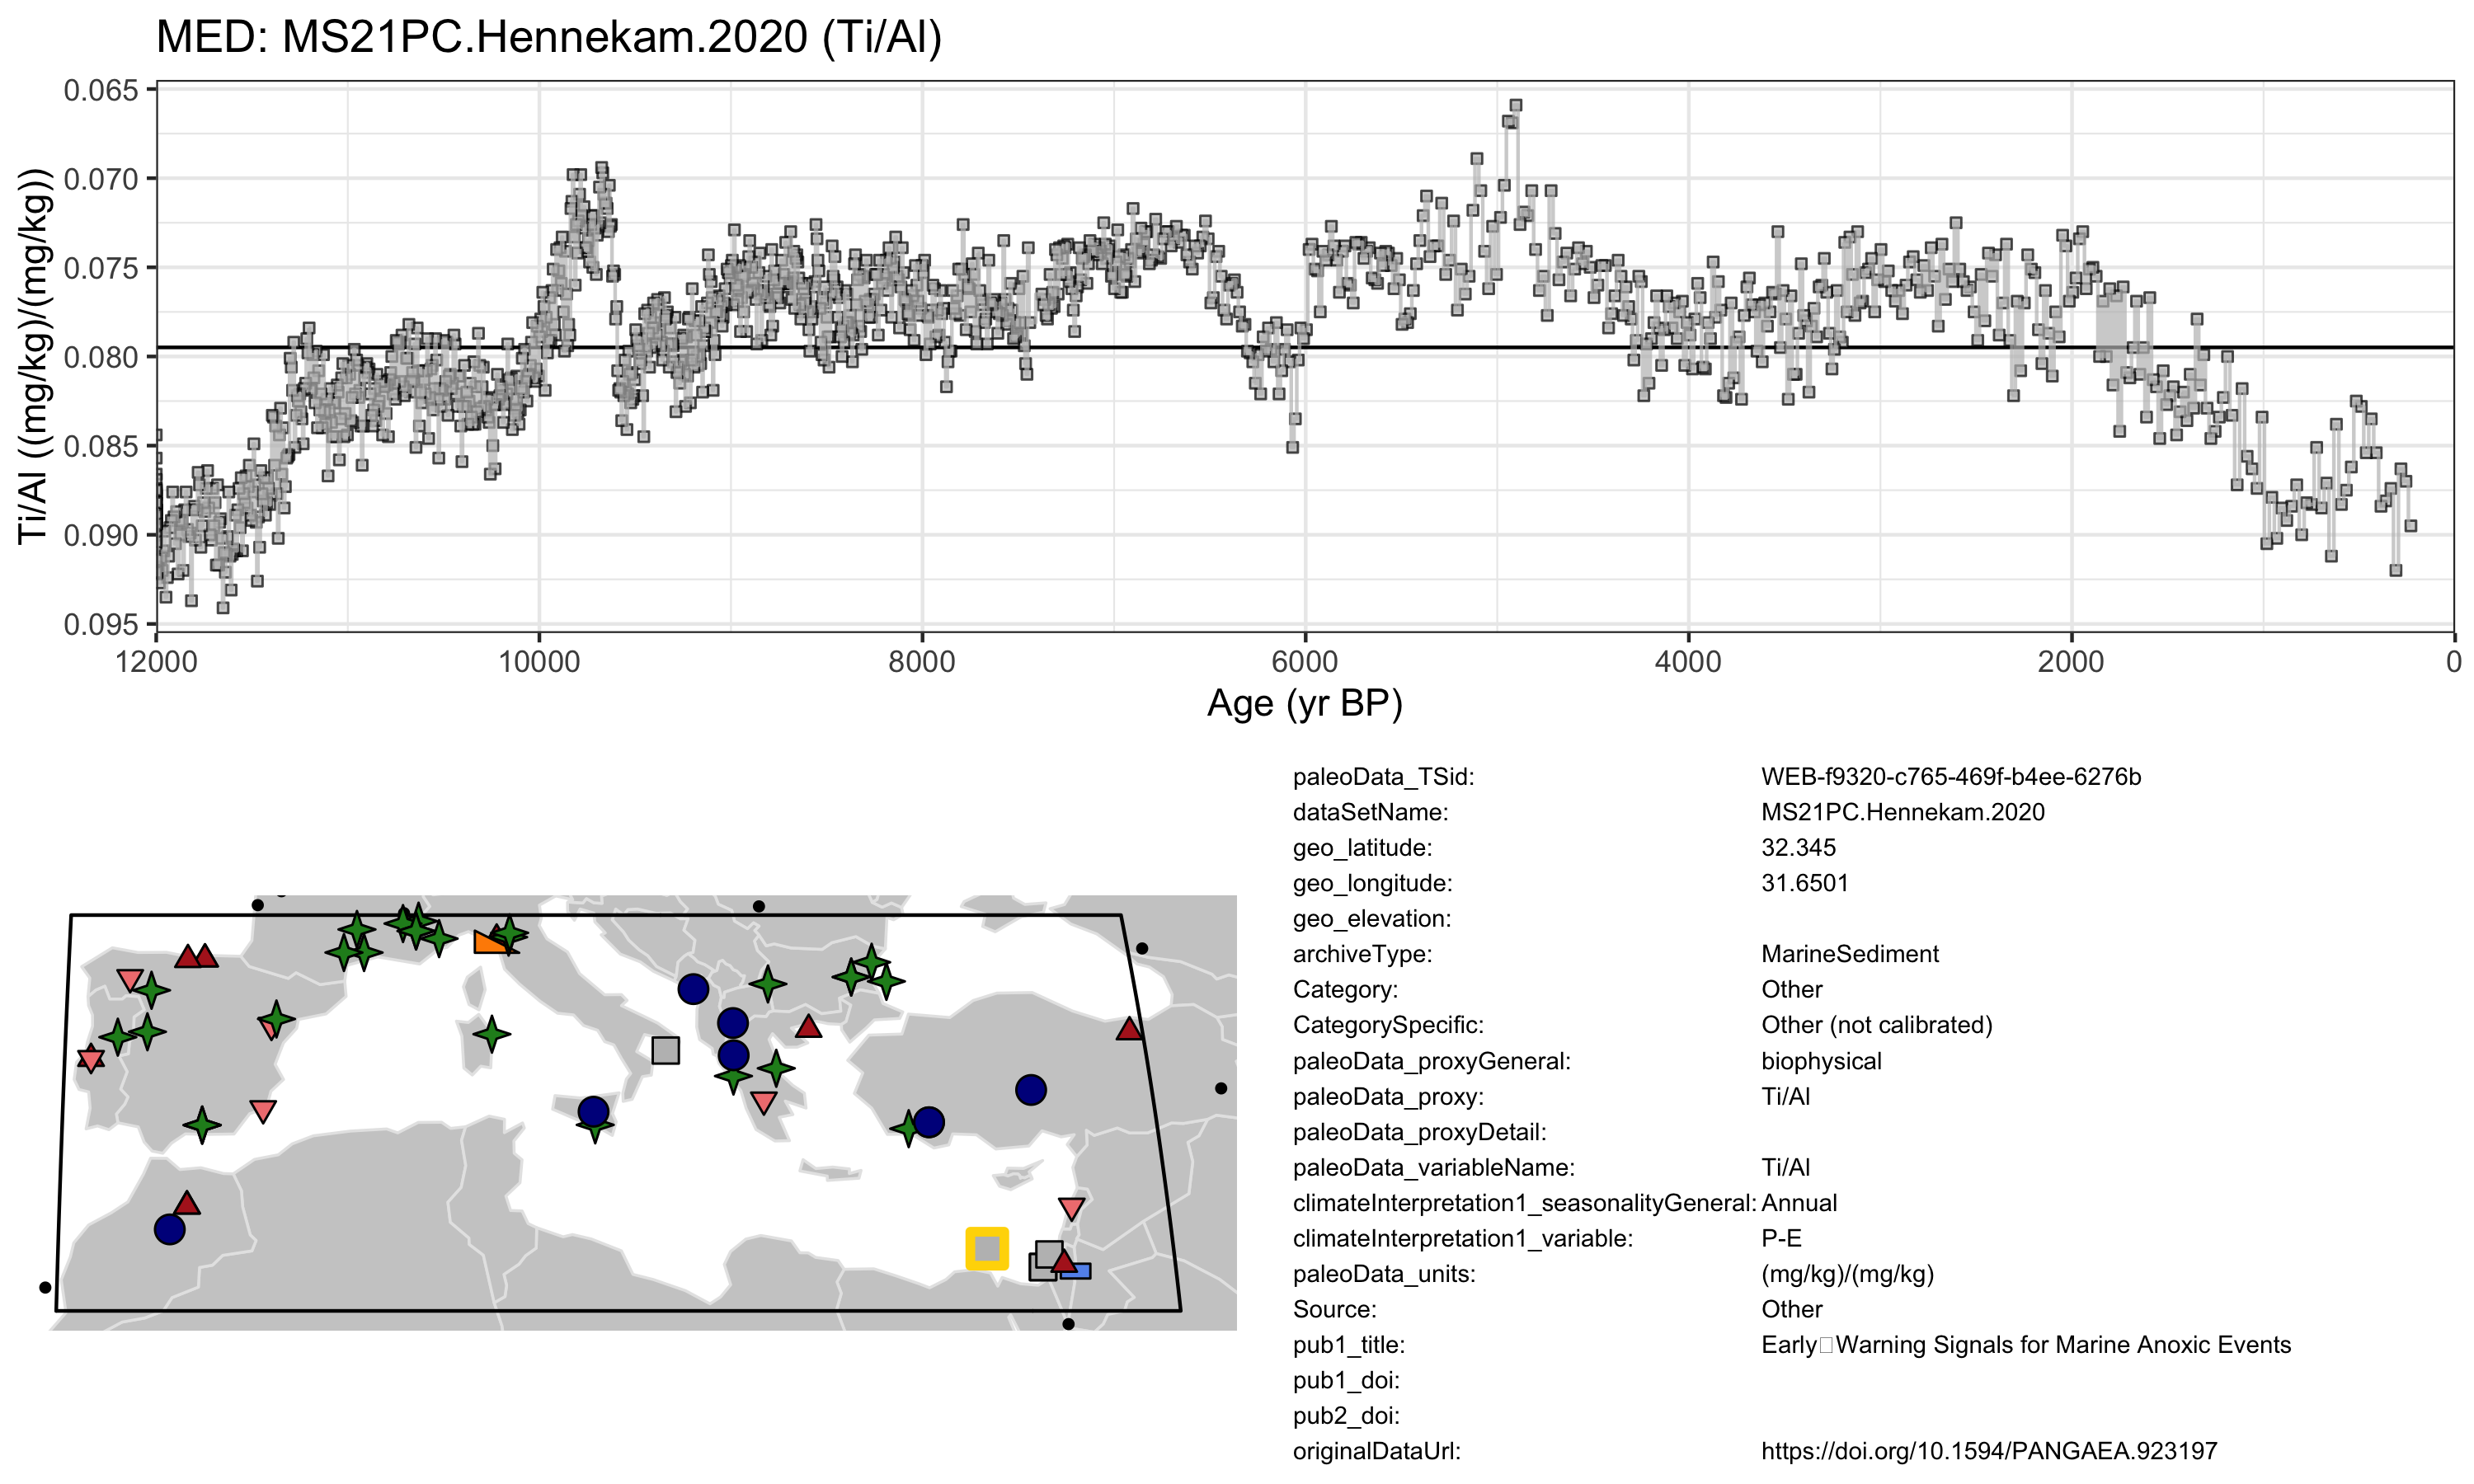 MED: MS21PC.Hennekam.2020 (Ti/Al)
Ti/Al ((mg/kg)/(mg/kg))
0.065
0.070
0.075
0.080
0.085
0.090
0.095
12000 10000 8000 6000 4000 2000 0
Age (yr BP)
paleoData_TSid: WEB-f9320-c765-469f-b4ee-6276b
dataSetName: MS21PC.Hennekam.2020
geo_latitude: 32.345
geo_longitude: 31.6501
geo_elevation:
archiveType: MarineSediment
Category: Other
CategorySpecific: Other (not calibrated)
paleoData_proxyGeneral: biophysical
paleoData_proxy: Ti/Al
paleoData_proxyDetail:
paleoData_variableName: Ti/Al
climateInterpretation1_seasonalityGeneral: Annual
climateInterpretation1_variable: P-E
paleoData_units: (mg/kg)/(mg/kg)
Source: Other
pub1_title: Early□Warning Signals for Marine Anoxic Events
pub1_doi:
pub2_doi:
originalDataUrl: https://doi.org/10.1594/PANGAEA.923197